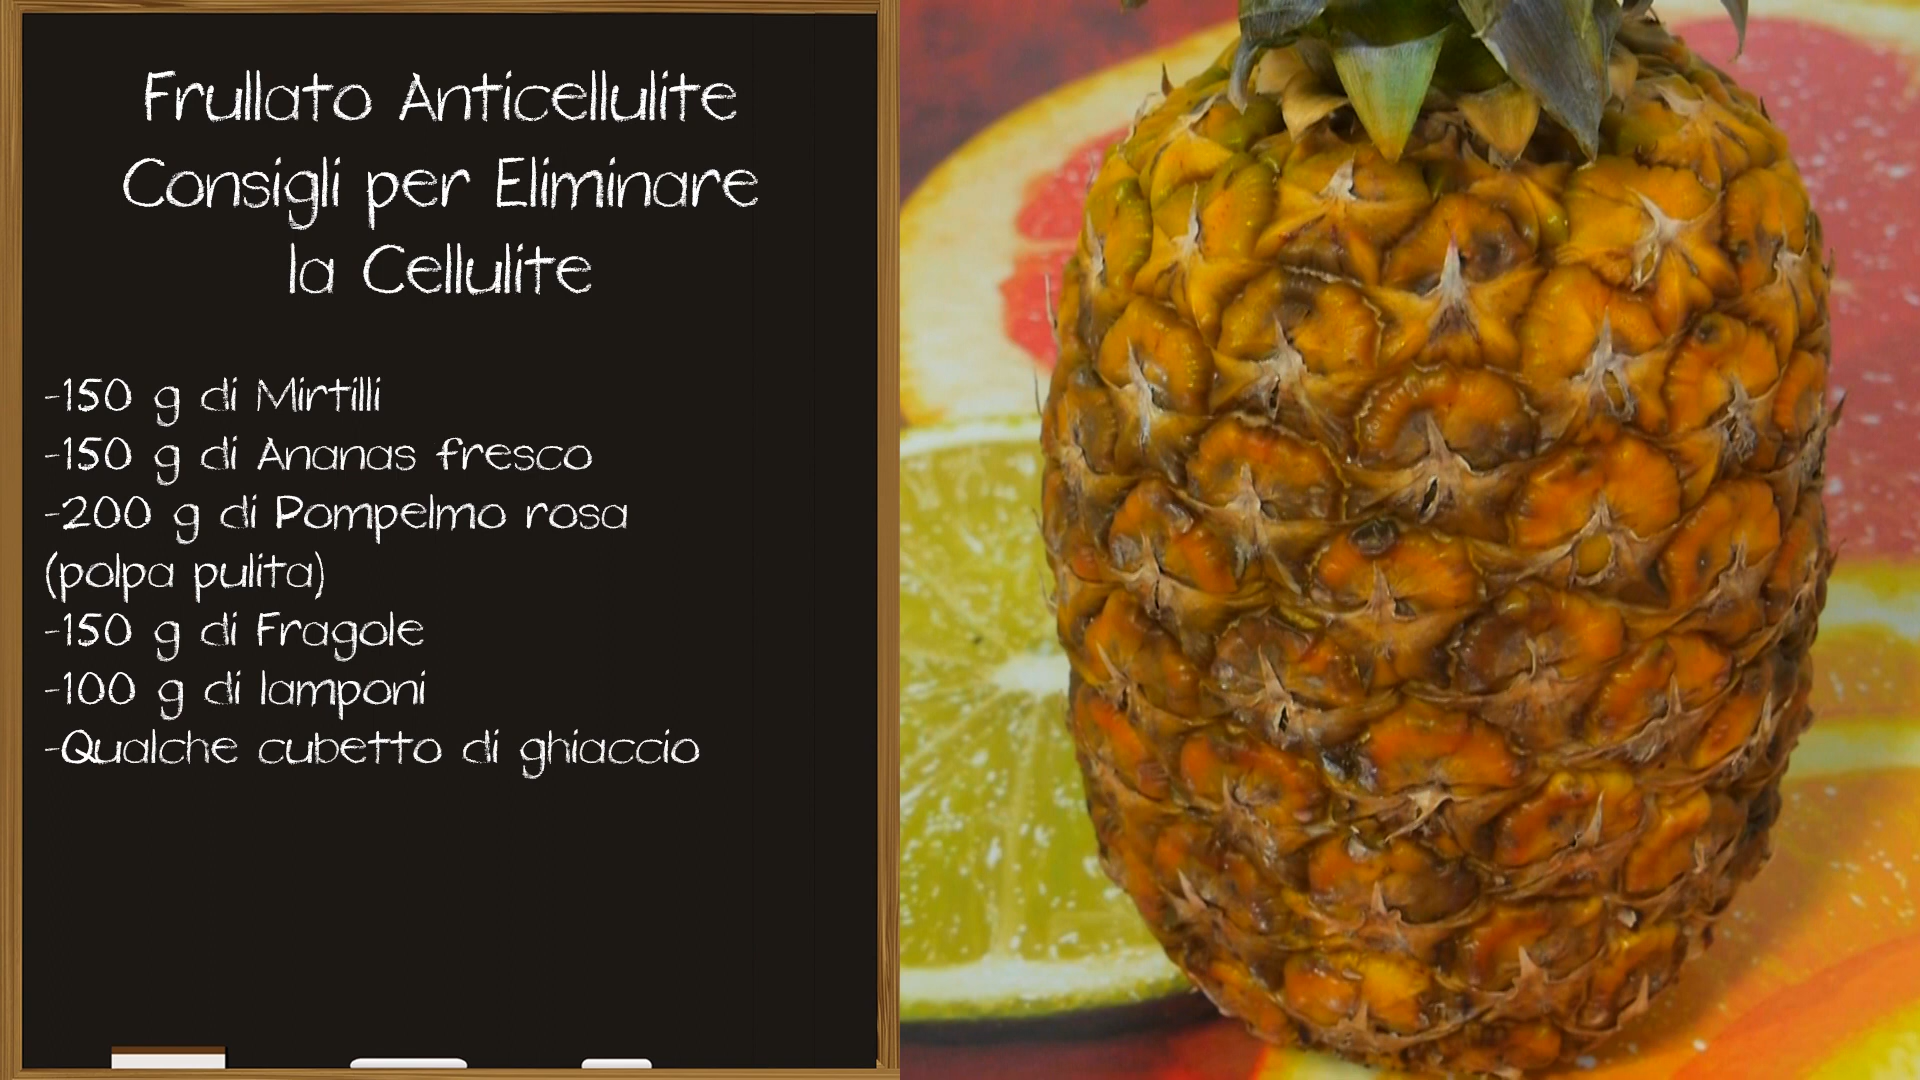 Frullato Anticellulite
Consigli per Eliminare
la Cellulite
-150 g di Mirtilli
-150 g di Ananas fresco
-200 g di Pompelmo rosa
(polpa pulita)
-150 g di Fragole
-100 g di lamponi
-Qualche cubetto di ghiaccio